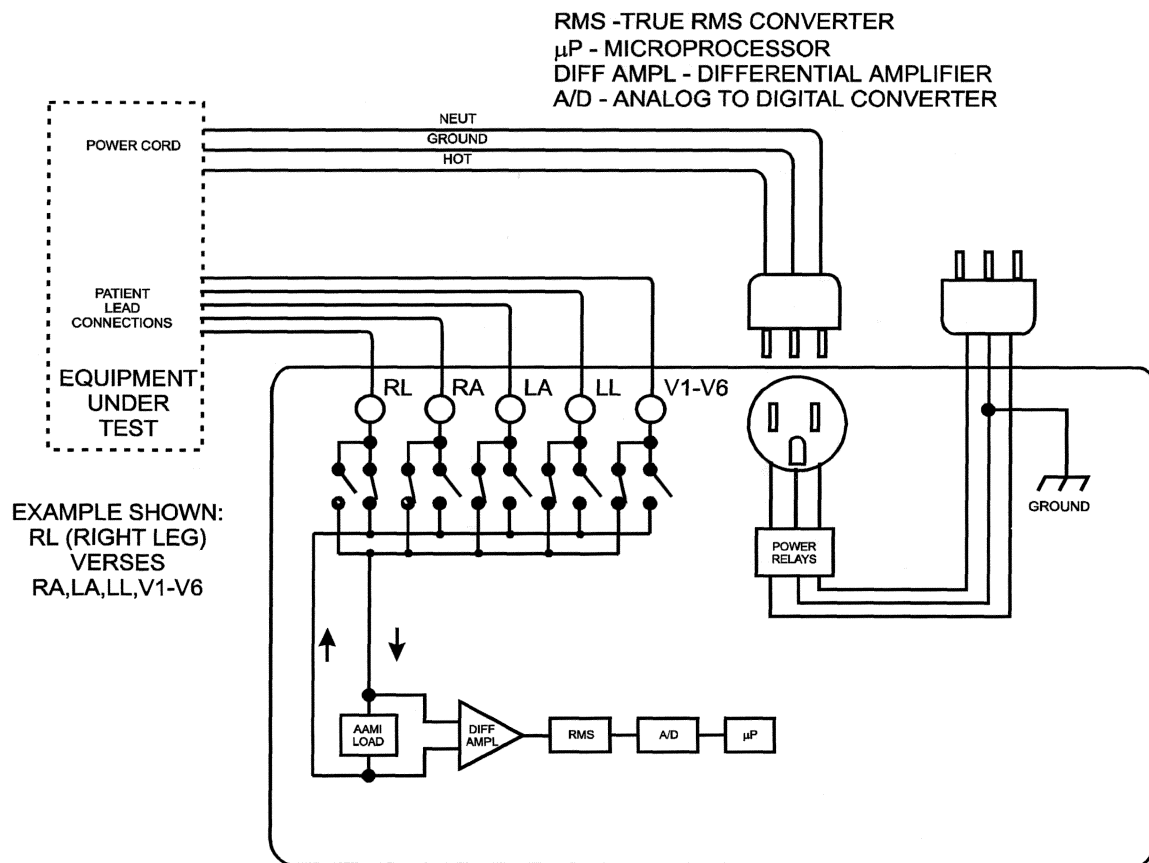 RMS -TRUE RMS CONVERTER
µP - MICROPROCESSOR
DIFF AMPL - DIFFERENTIAL AMPLIFIER
A/D - ANALOG TO DIGITAL CONVERTER
NEUT
GROUND
HOT
POWER CORD
PATIENT
LEAD
CONNECTIONS
EQUIPMENT
UNDER
TEST
RL
RA
LA
LL
V1-V6
GROUND
EXAMPLE SHOWN:
RL (RIGHT LEG)
VERSES
RA,LA,LL,V1-V6
POWER
RELAYS
AAMI
LOAD
DIFF
AMPL
RMS
A/D
µP